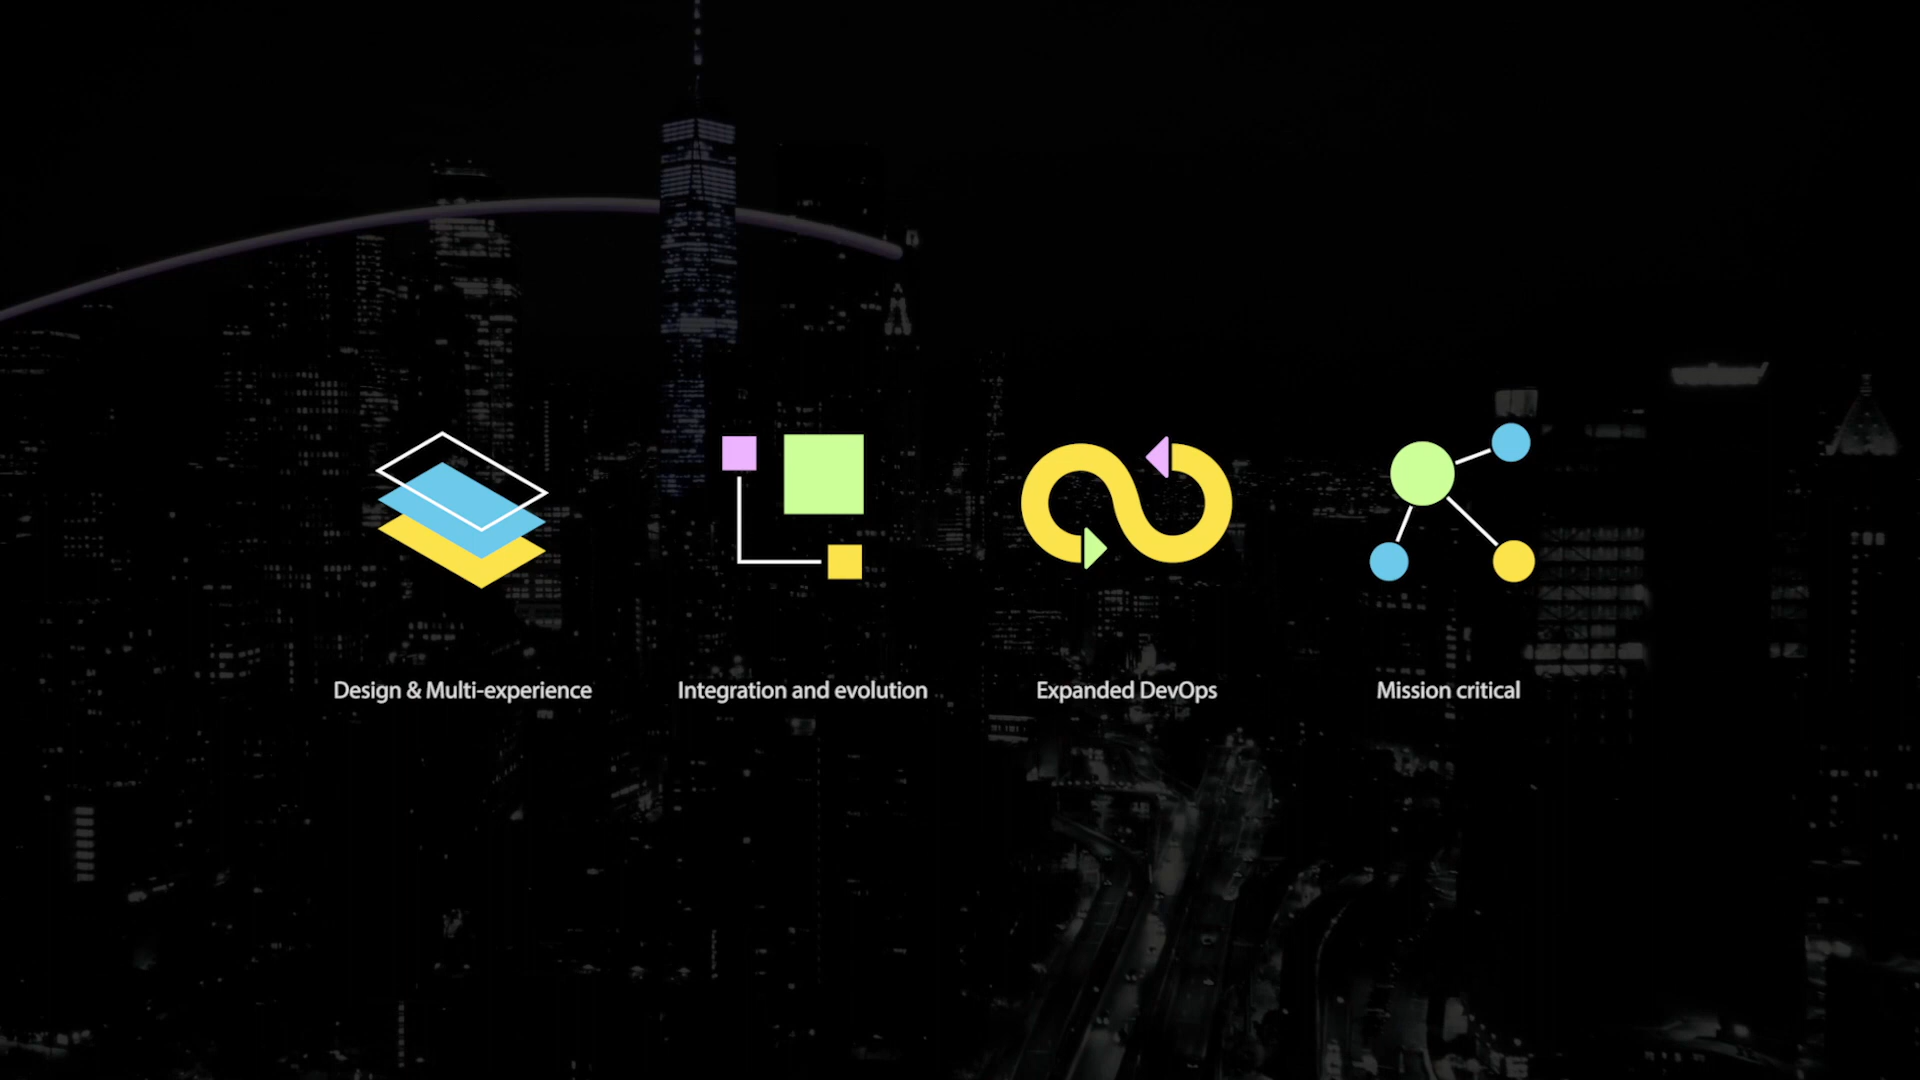 Design & Multi-experience
Integration and evolution
Expanded DevOps
Mission critical